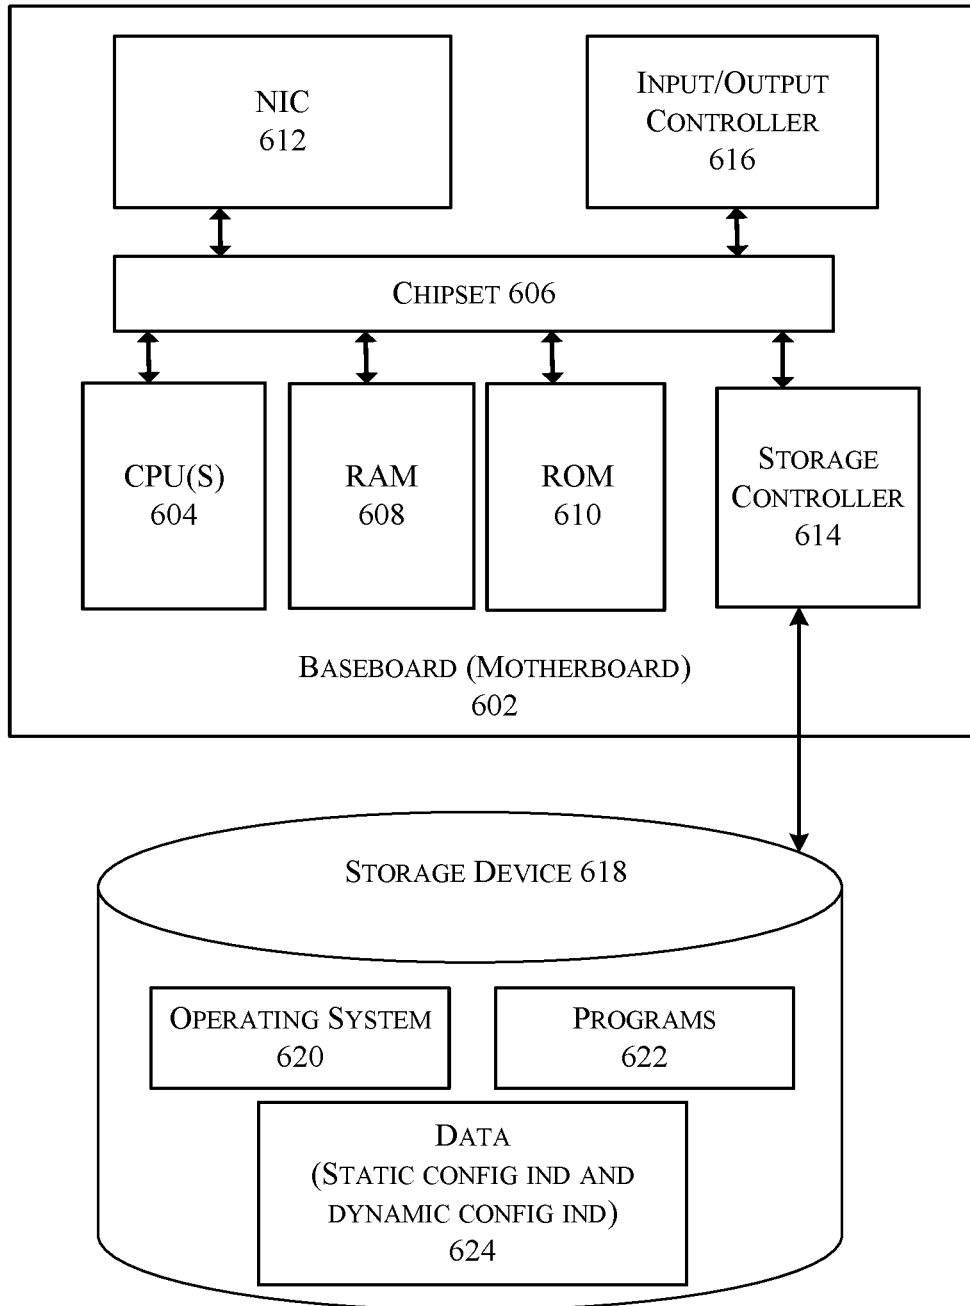 NIC
612
INPUT/OUTPUT
CONTROLLER
616
CHIPSET 606
CPU(S)
604
RAM
608
ROM
610
STORAGE
CONTROLLER
614
BASEBOARD (MOTHERBOARD)
602
STORAGE DEVICE 618
OPERATING SYSTEM
620
PROGRAMS
622
DATA
(STATIC CONFIG IND AND
DYNAMIC CONFIG IND)
624